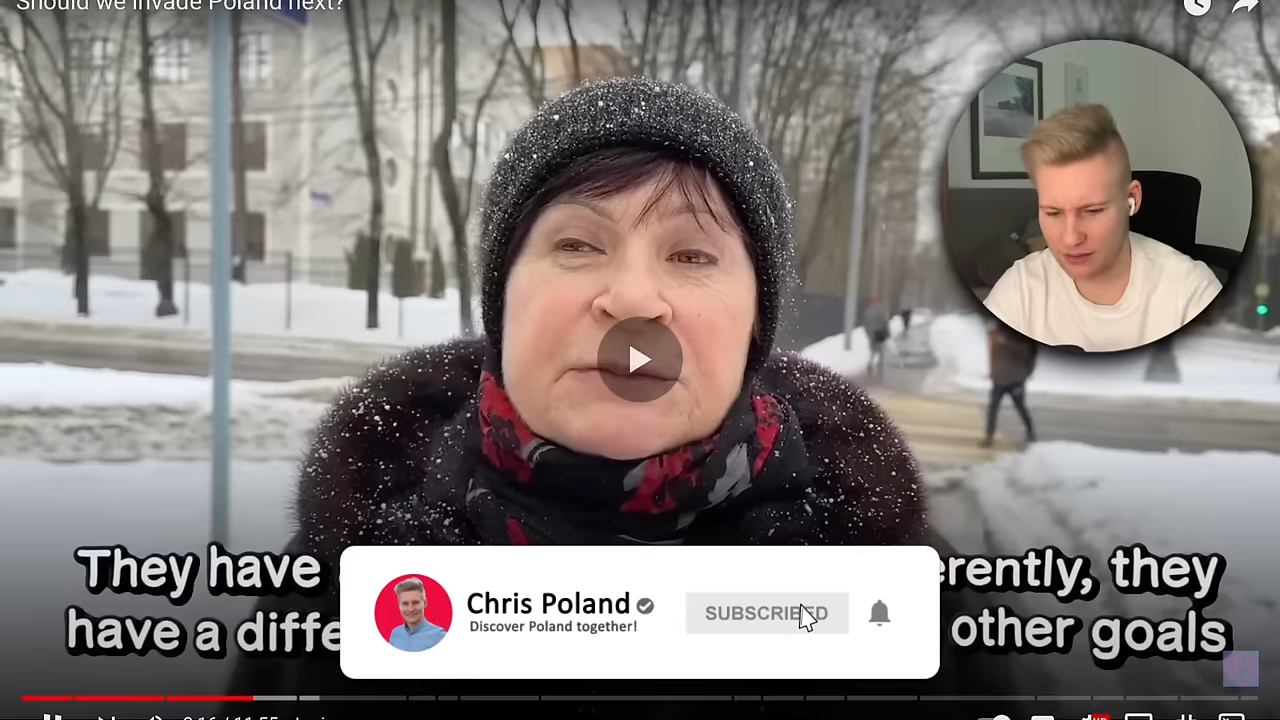 Should we invade Poland next?
They have
erently, they
have a diffe
other goals
Chris Poland
Discover Poland together!
SUBSCRIBED